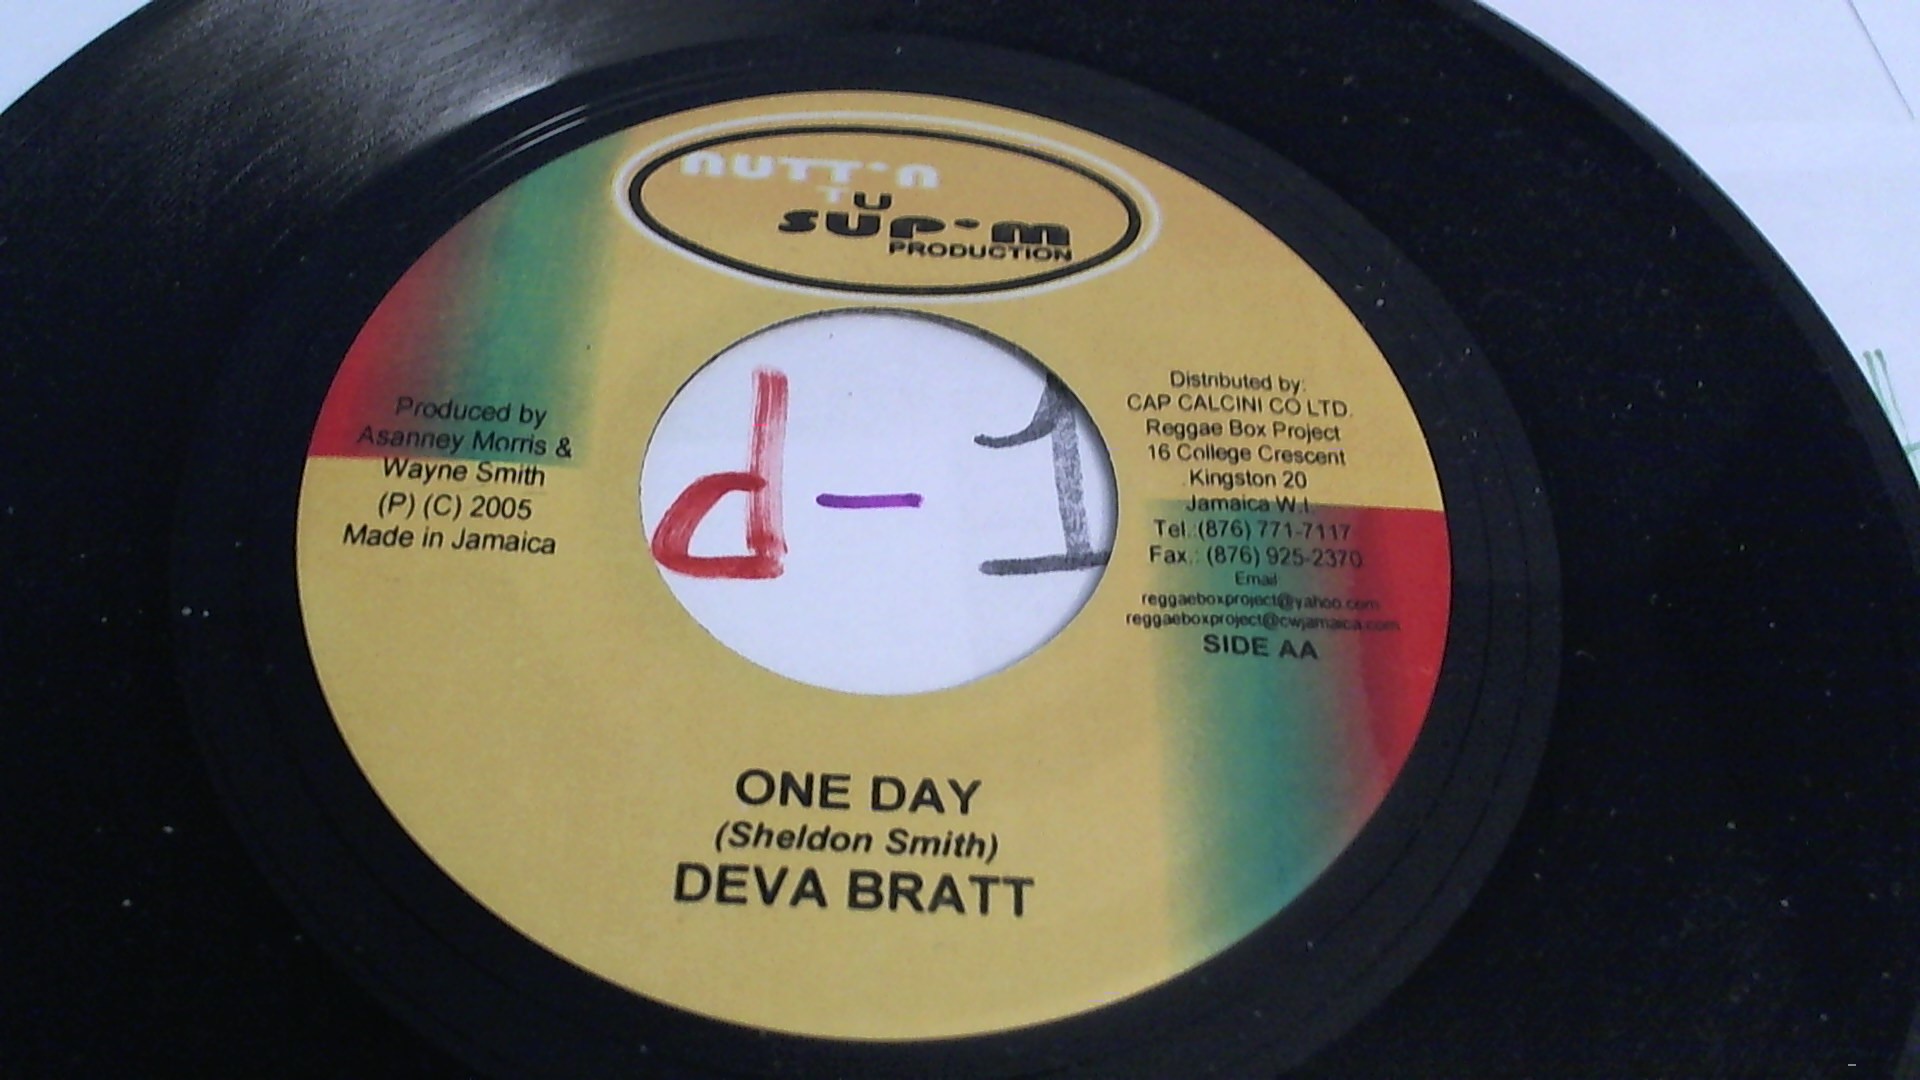 NUTT'N
TU
SUP'M
PRODUCTION
Produced by
Asanney Morris &
Wayne Smith
(P) (C) 2005
Made in Jamaica
d - 1
Distributed by:
CAP CALCINI CO LTD.
Reggae Box Project
16 College Crescent
Kingston 20
Jamaica W.I.
Tel.:(876) 771-7117
Fax.: (876) 925-2370
Email
reggaeboxproject@yahoo.com
reggaeboxproject@cwjamaica.com
SIDE AA
ONE DAY
(Sheldon Smith)
DEVA BRATT